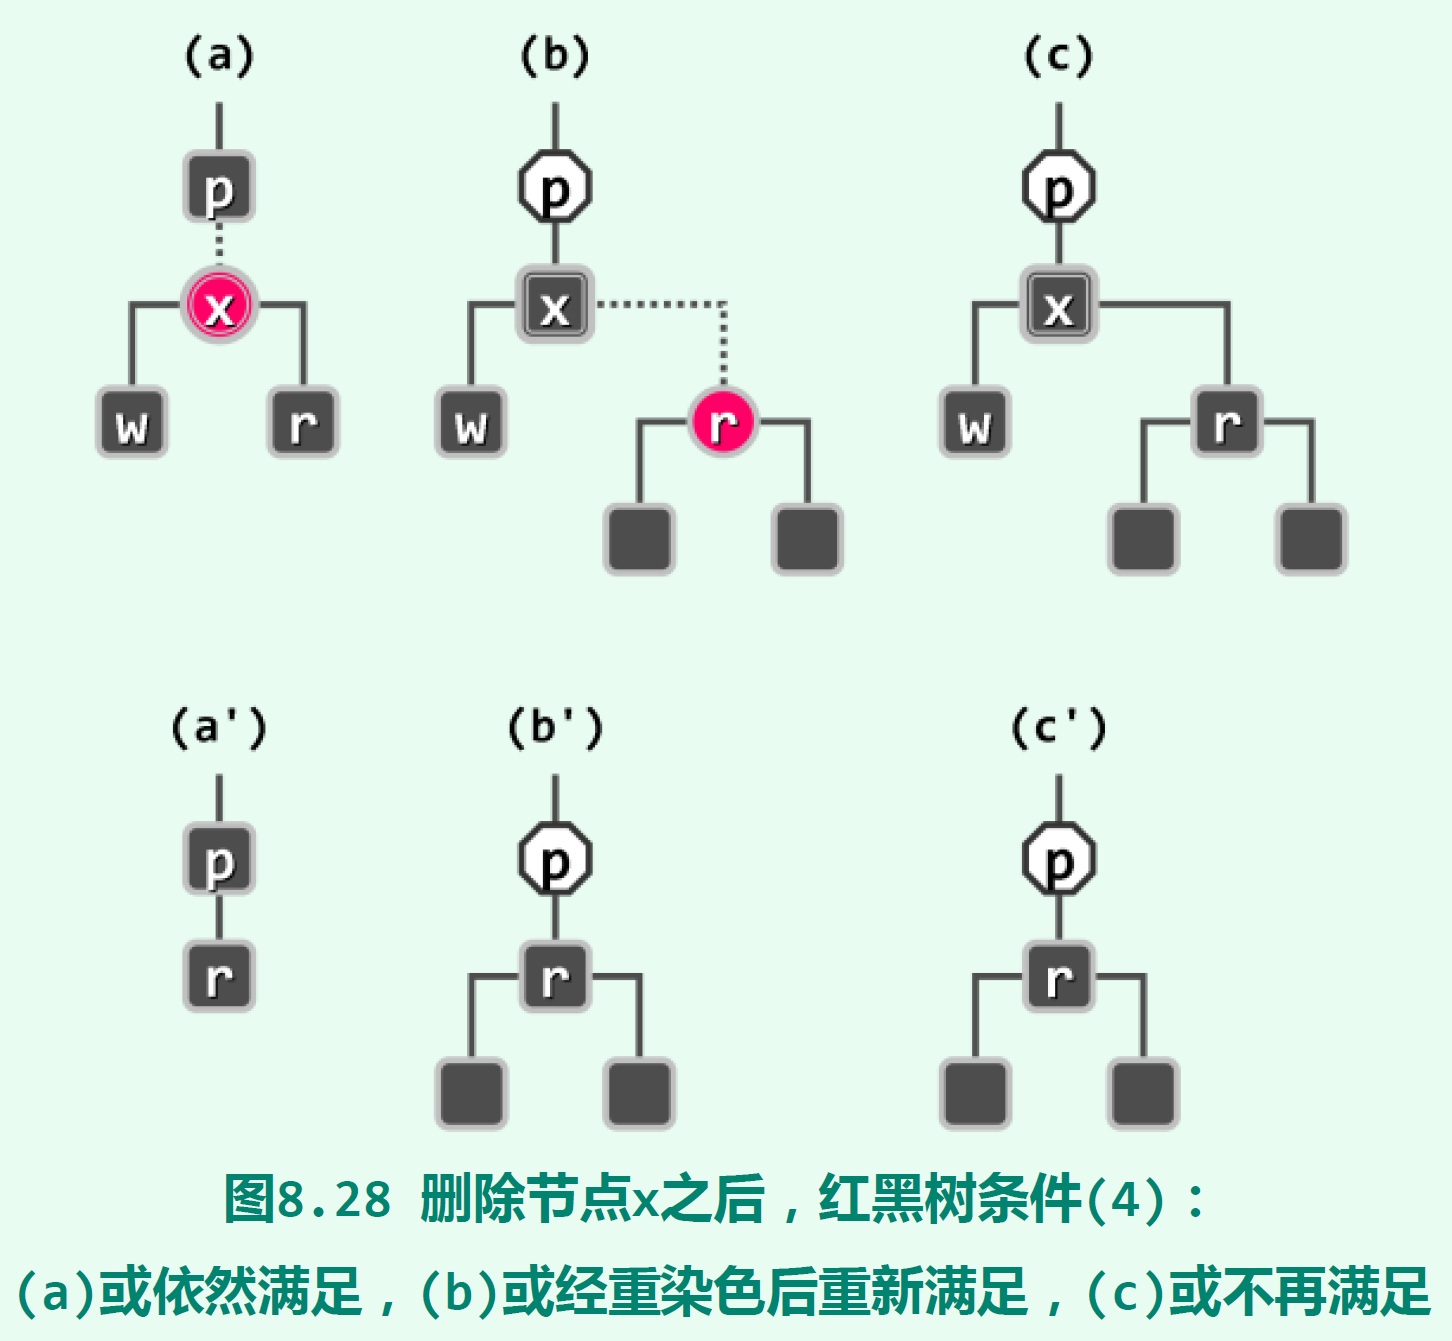 (a) (b) (c)
p p p
x x x
w r w r w r
(a') (b') (c')
p p p
r r r
图8.28 删除节点x之后，红黑树条件(4)：
(a)或依然满足，(b)或经重染色后重新满足，(c)或不再满足